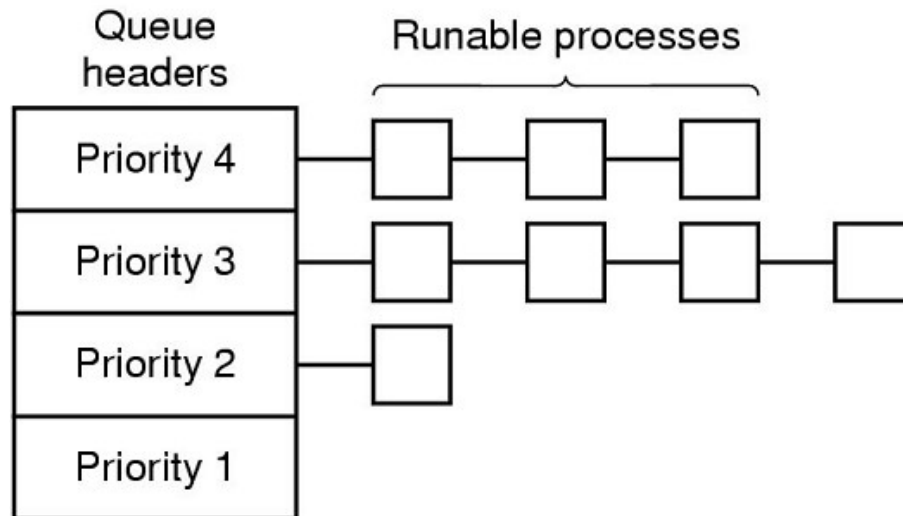 Queue
headers
Runable processes
Priority 4
Priority 3
Priority 2
Priority 1